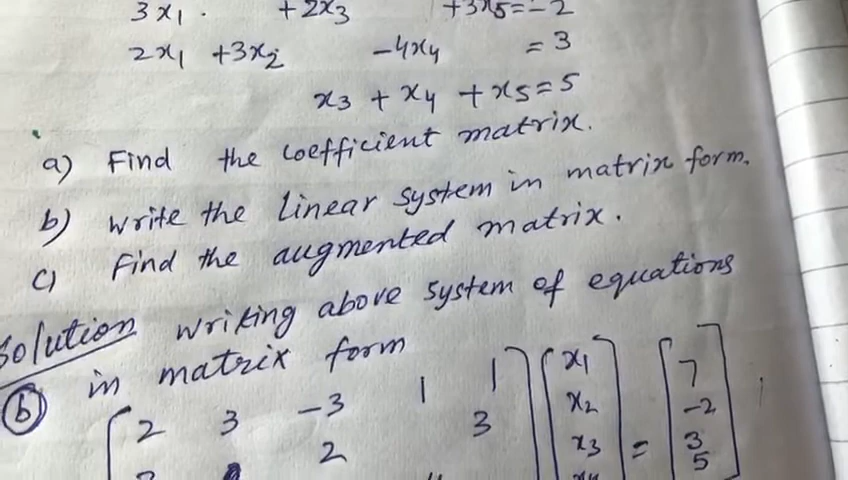 3x₁ . +2x₃ +3x₅=-2
2x₁ +3x₂ -4x₄ =3
x₃ + x₄ +x₅=5
a) Find the coefficient matrix.
b) write the linear system in matrix form.
c) Find the augmented matrix.
Solution writing above system of equations
(b) in matrix form
2 3 -3 1 1 x₁ 7
2 3 x₂ -2
x₃ = 3
x₄ 5